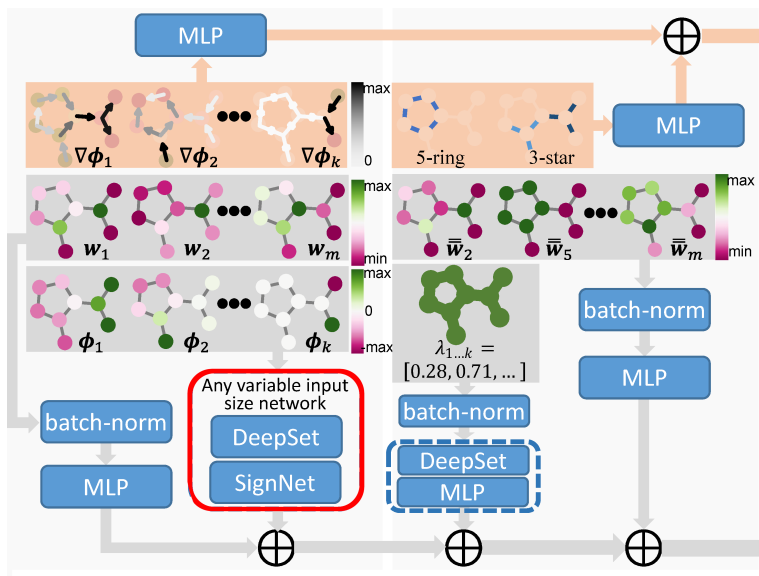 MLP
max
0
∇ϕ₁
∇ϕ₂
∇ϕₖ
5-ring
3-star
MLP
max
min
w₁
w₂
wₘ
max
min
w̿₂
w̿₅
w̿ₘ
max
0
-max
ϕ₁
ϕ₂
ϕₖ
λ₁…ₖ =
[0.28, 0.71, …]
batch-norm
MLP
Any variable input
size network
DeepSet
SignNet
batch-norm
MLP
batch-norm
DeepSet
MLP